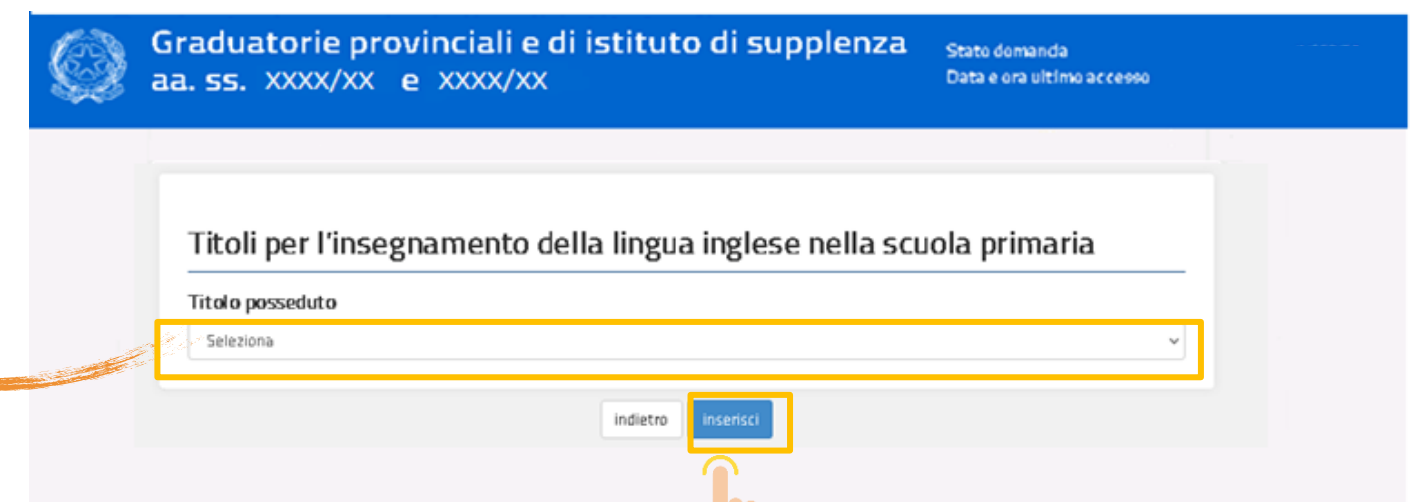 Graduatorie provinciali e di istituto di supplenza
aa. ss. XXXX/XX e XXXX/XX
Stato domanda
Data e ora ultimo accesso
Titoli per l'insegnamento della lingua inglese nella scuola primaria
Titolo posseduto
Seleziona
indietro
inserisci